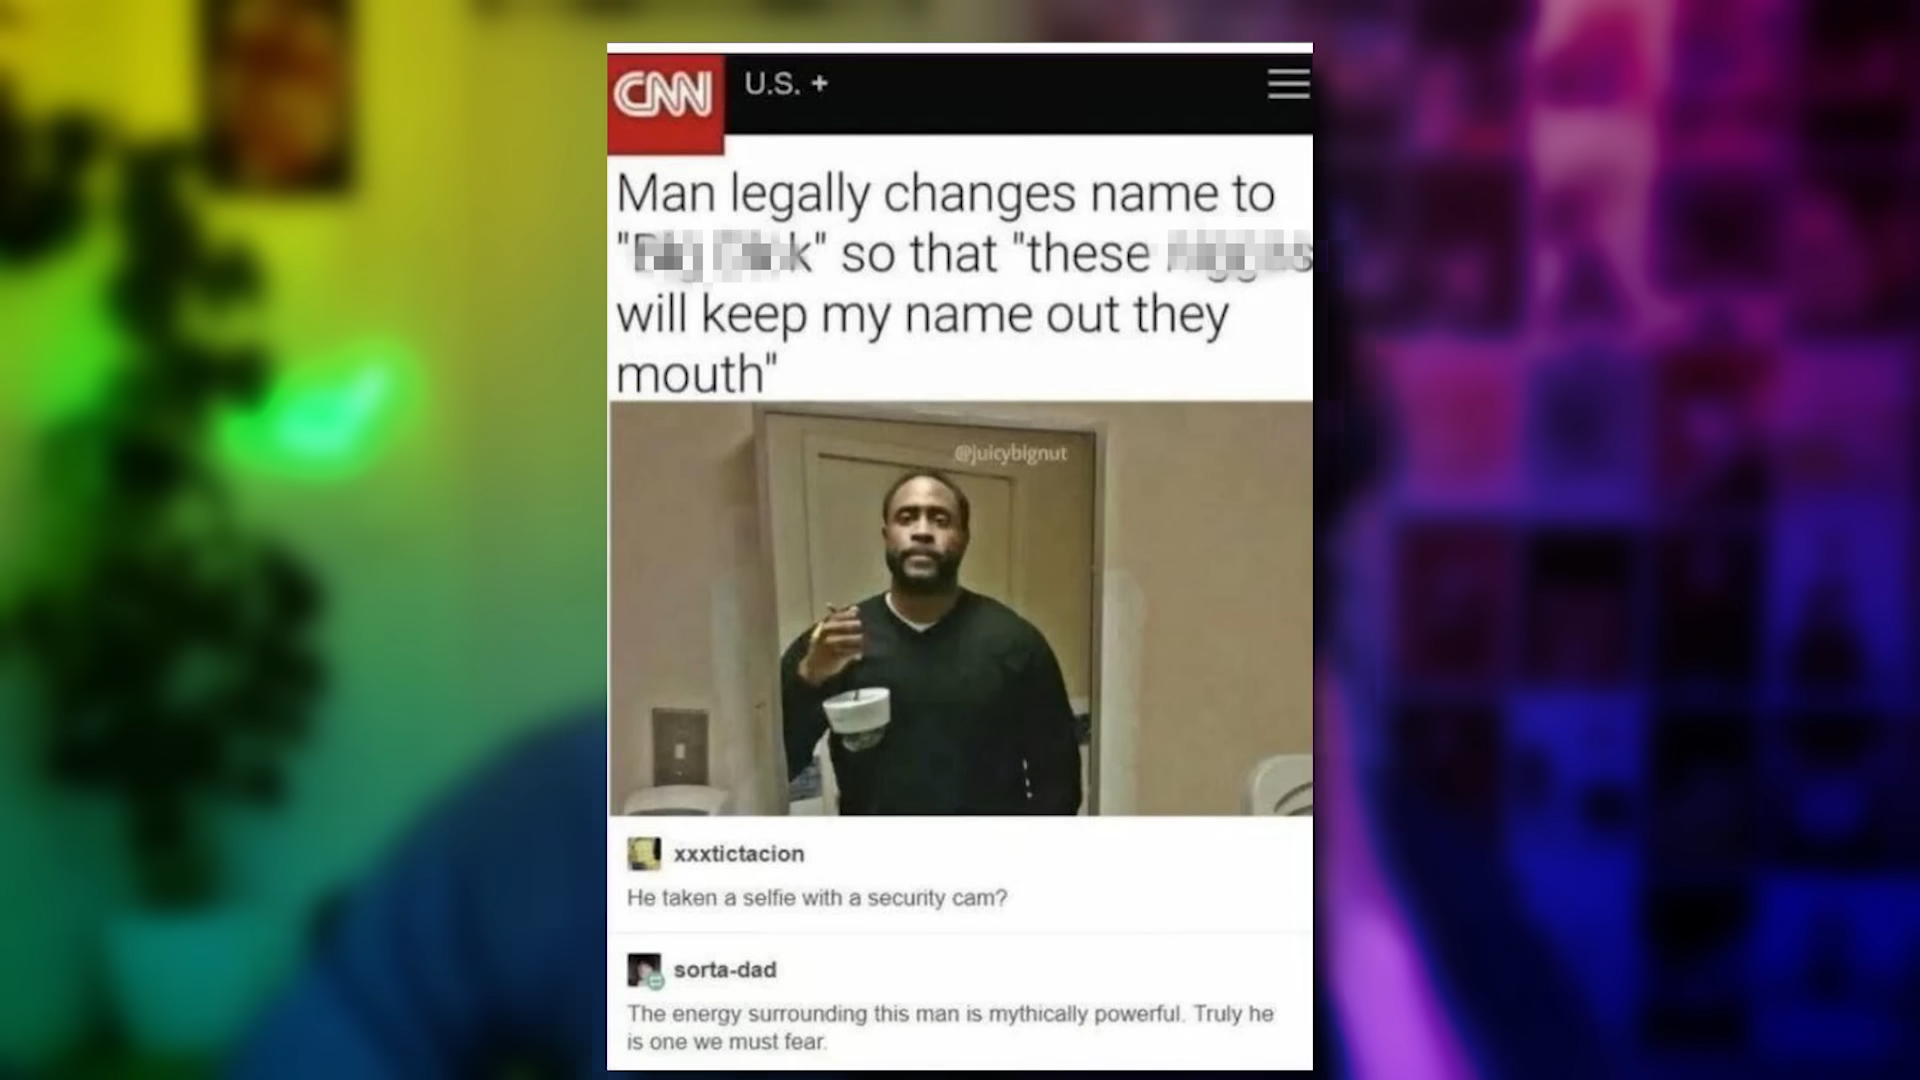 CNN U.S. +
Man legally changes name to
" k" so that "these
will keep my name out they
mouth"
@juicybignut
xxxtictacion
He taken a selfie with a security cam?
sorta-dad
The energy surrounding this man is mythically powerful. Truly he
is one we must fear.